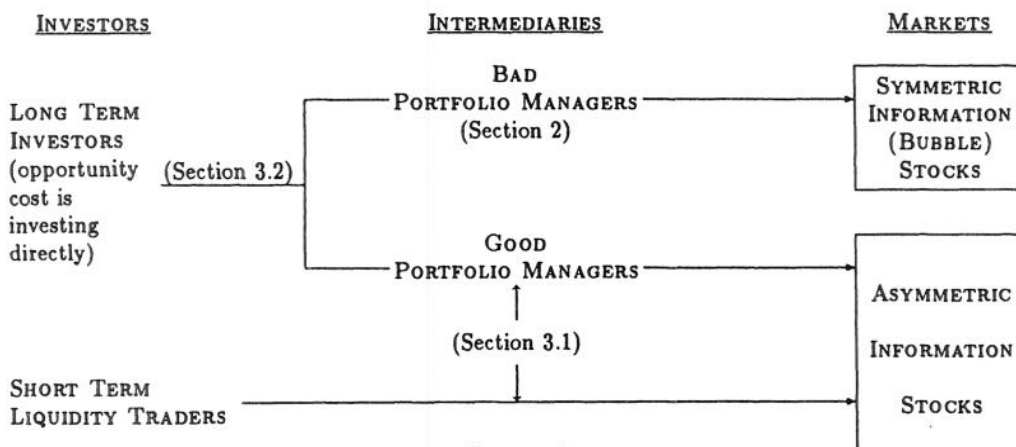 INVESTORS
INTERMEDIARIES
MARKETS
BAD
PORTFOLIO MANAGERS
(Section 2)
SYMMETRIC
INFORMATION
(BUBBLE)
STOCKS
LONG TERM
INVESTORS
(opportunity
cost is
investing
directly)
(Section 3.2)
GOOD
PORTFOLIO MANAGERS
(Section 3.1)
ASYMMETRIC
INFORMATION
STOCKS
SHORT TERM
LIQUIDITY TRADERS